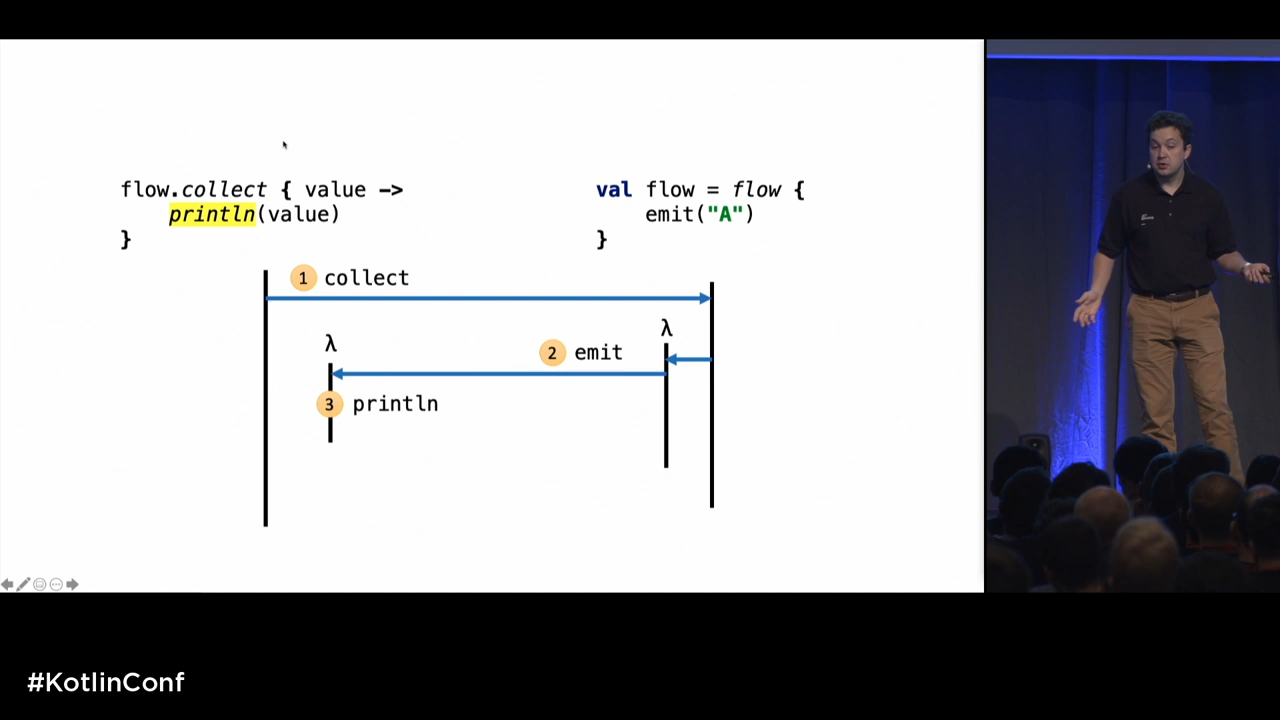 flow.collect { value ->
println(value)
}
val flow = flow {
emit("A")
}
1 collect
λ
2 emit
λ
3 println
#KotlinConf